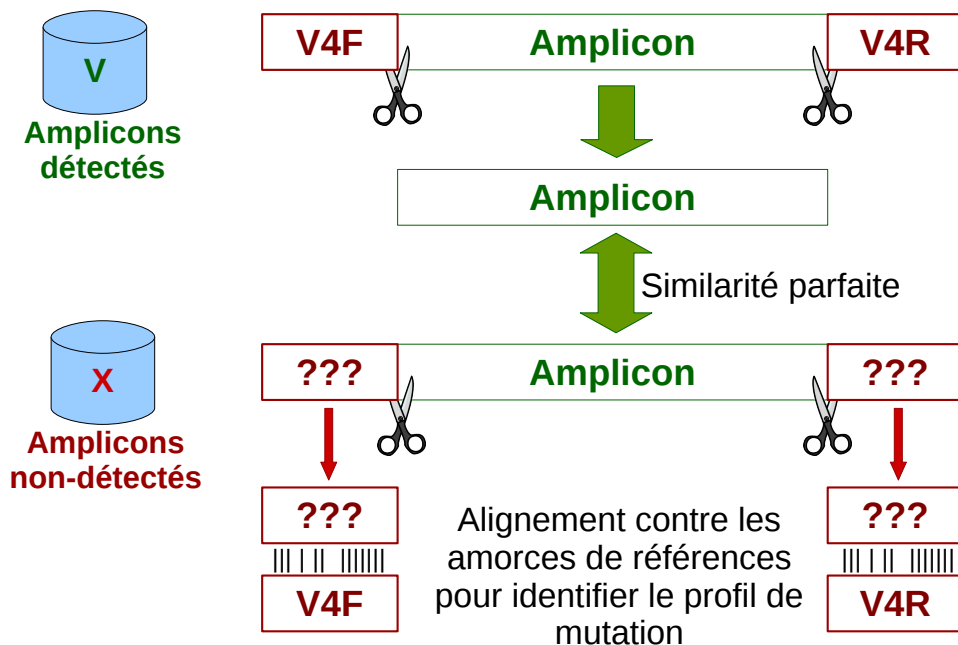 V4F
Amplicon
V4R
V
Amplicons
détectés
Amplicon
Similarité parfaite
???
Amplicon
???
X
Amplicons
non-détectés
???
???
Alignement contre les
amorces de références
pour identifier le profil de
mutation
V4F
V4R